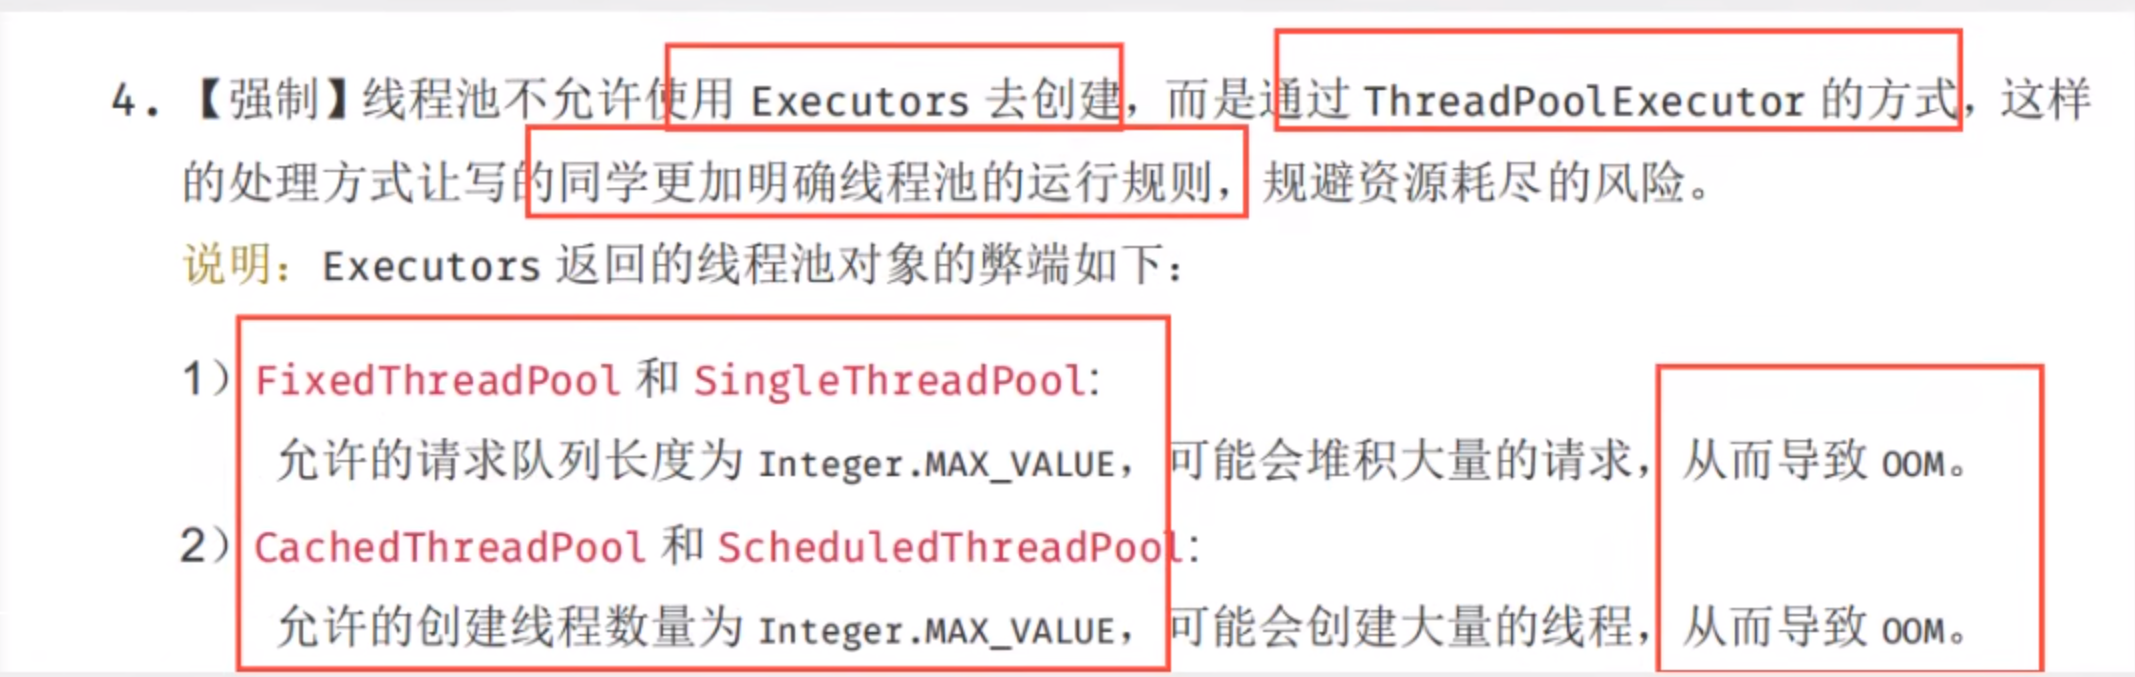 4. 【强制】线程池不允许使用 Executors 去创建，而是通过 ThreadPoolExecutor 的方式，这样
的处理方式让写的同学更加明确线程池的运行规则，规避资源耗尽的风险。
说明：Executors 返回的线程池对象的弊端如下：
1）FixedThreadPool 和 SingleThreadPool:
允许的请求队列长度为 Integer.MAX_VALUE，可能会堆积大量的请求，从而导致 OOM。
2）CachedThreadPool 和 ScheduledThreadPool:
允许的创建线程数量为 Integer.MAX_VALUE，可能会创建大量的线程，从而导致 OOM。